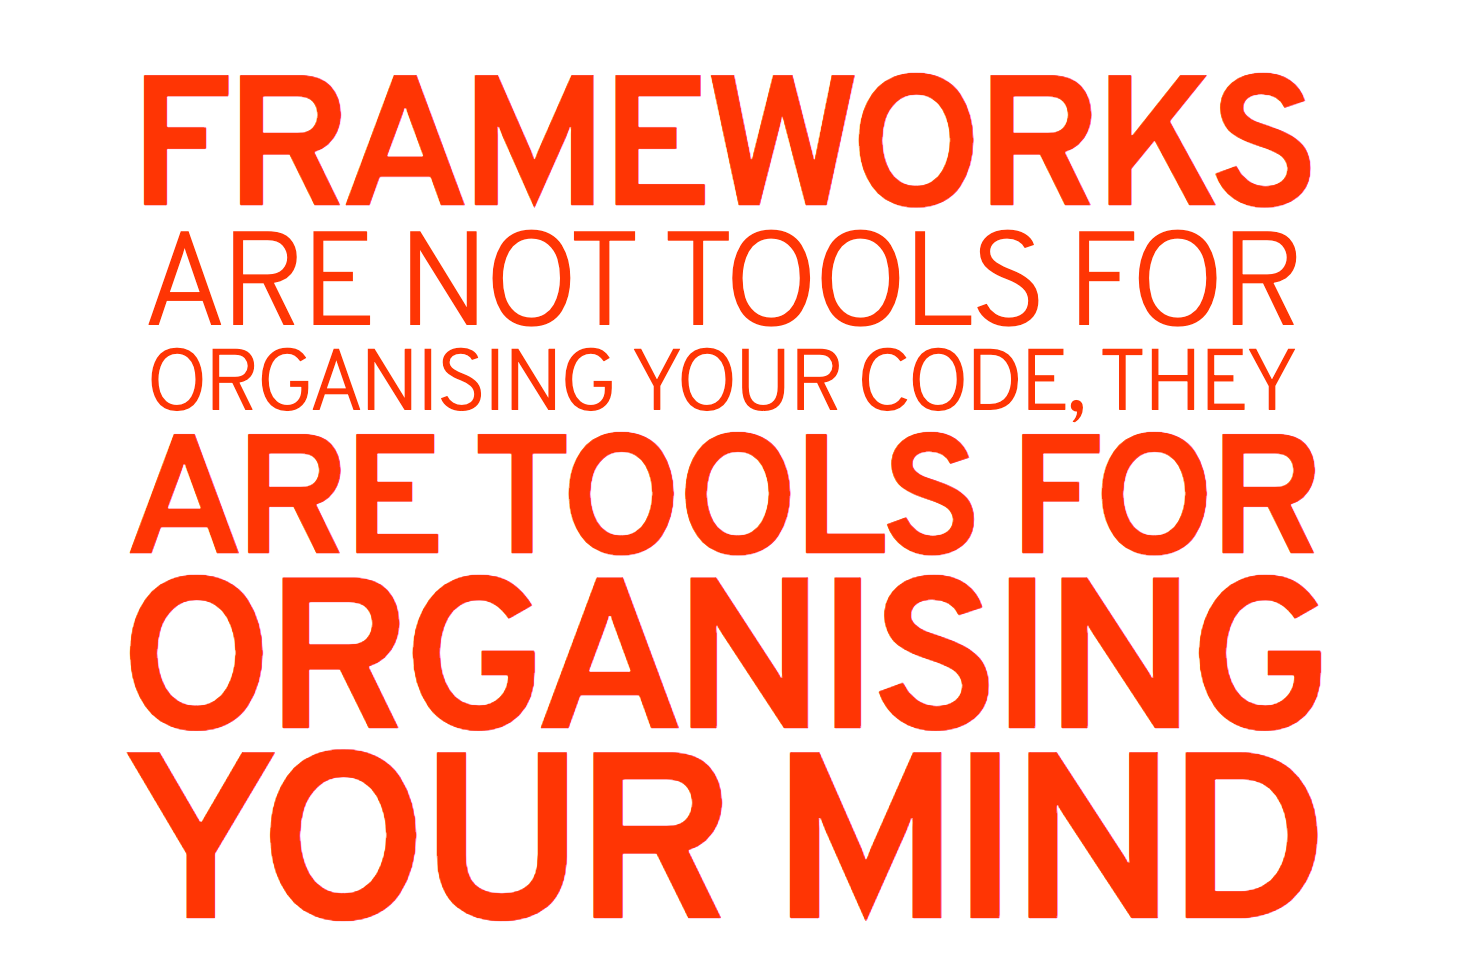 FRAMEWORKS
ARE NOT TOOLS FOR
ORGANISING YOUR CODE, THEY
ARE TOOLS FOR
ORGANISING
YOUR MIND